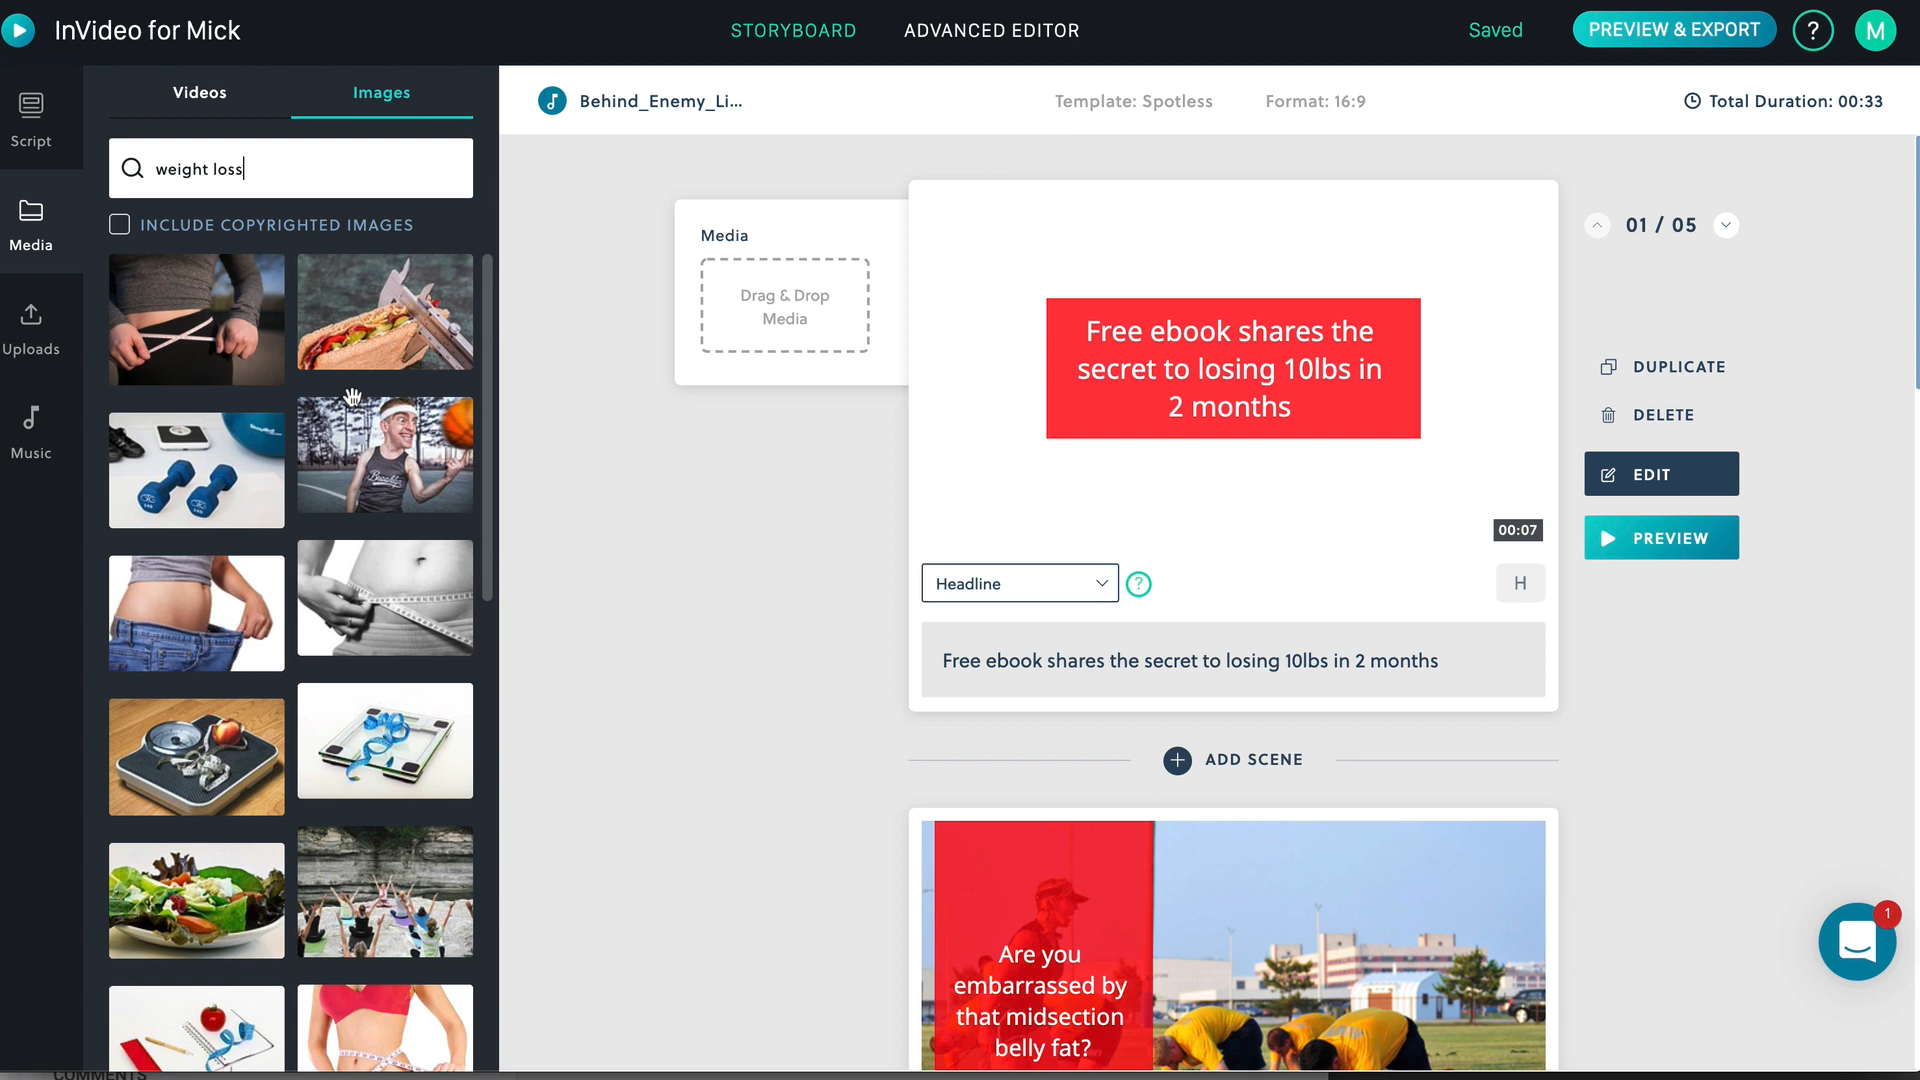 InVideo for Mick
STORYBOARD
ADVANCED EDITOR
Saved
PREVIEW & EXPORT
?
M
Script
Media
Uploads
Music
Videos
Images
weight loss
INCLUDE COPYRIGHTED IMAGES
Brooklyn
Behind_Enemy_Li...
Template: Spotless
Format: 16:9
Total Duration: 00:33
Media
Drag & Drop
Media
Free ebook shares the
secret to losing 10lbs in
2 months
00:07
Headline
?
H
Free ebook shares the secret to losing 10lbs in 2 months
01 / 05
DUPLICATE
DELETE
EDIT
PREVIEW
ADD SCENE
Are you
embarrassed by
that midsection
belly fat?
1
COMMENTS